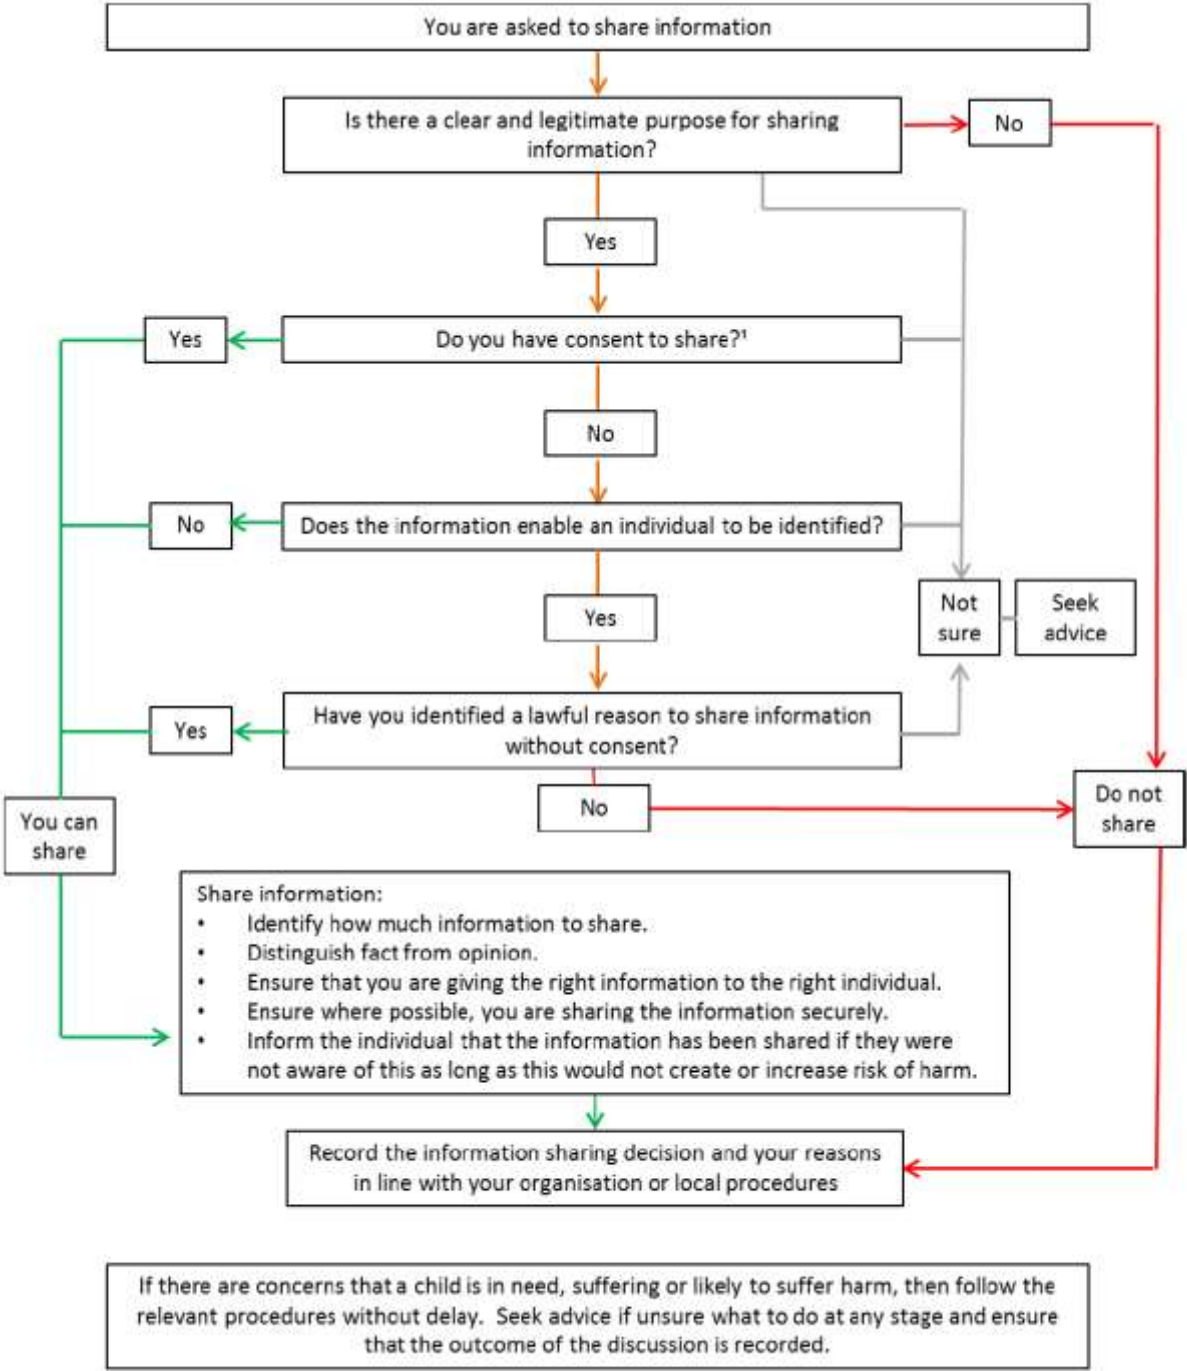 You are asked to share information
Is there a clear and legitimate purpose for sharing
information?
No
Yes
Yes
Do you have consent to share?¹
No
No
Does the information enable an individual to be identified?
Yes
Not
sure
Seek
advice
Yes
Have you identified a lawful reason to share information
without consent?
No
Do not
share
You can
share
Share information:
• Identify how much information to share.
• Distinguish fact from opinion.
• Ensure that you are giving the right information to the right individual.
• Ensure where possible, you are sharing the information securely.
• Inform the individual that the information has been shared if they were
not aware of this as long as this would not create or increase risk of harm.
Record the information sharing decision and your reasons
in line with your organisation or local procedures
If there are concerns that a child is in need, suffering or likely to suffer harm, then follow the
relevant procedures without delay. Seek advice if unsure what to do at any stage and ensure
that the outcome of the discussion is recorded.